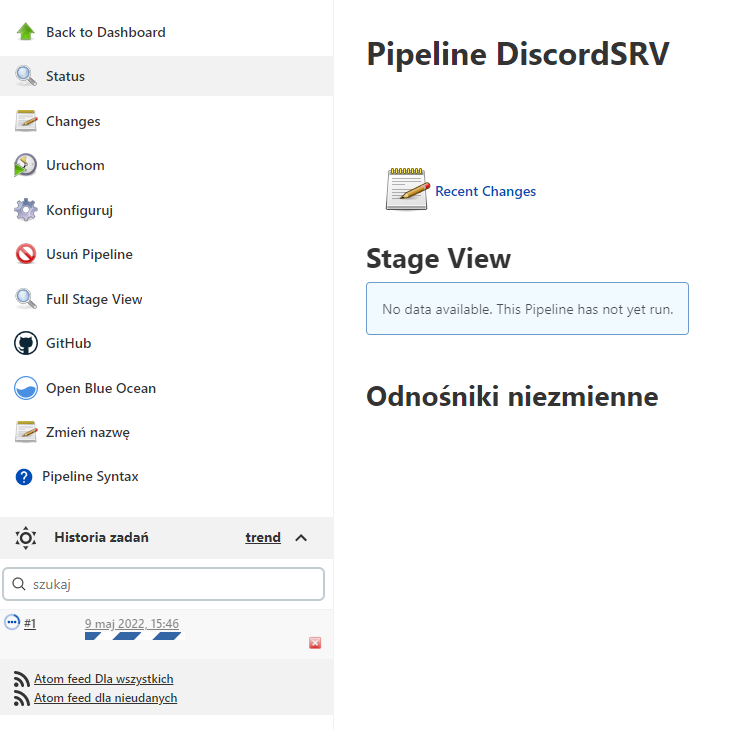 Back to Dashboard
Status
Changes
Uruchom
Konfiguruj
Usuń Pipeline
Full Stage View
GitHub
Open Blue Ocean
Zmień nazwę
Pipeline Syntax
Historia zadań trend
szukaj
#1 9 maj 2022, 15:46
Atom feed Dla wszystkich
Atom feed dla nieudanych
Pipeline DiscordSRV
Recent Changes
Stage View
No data available. This Pipeline has not yet run.
Odnośniki niezmienne